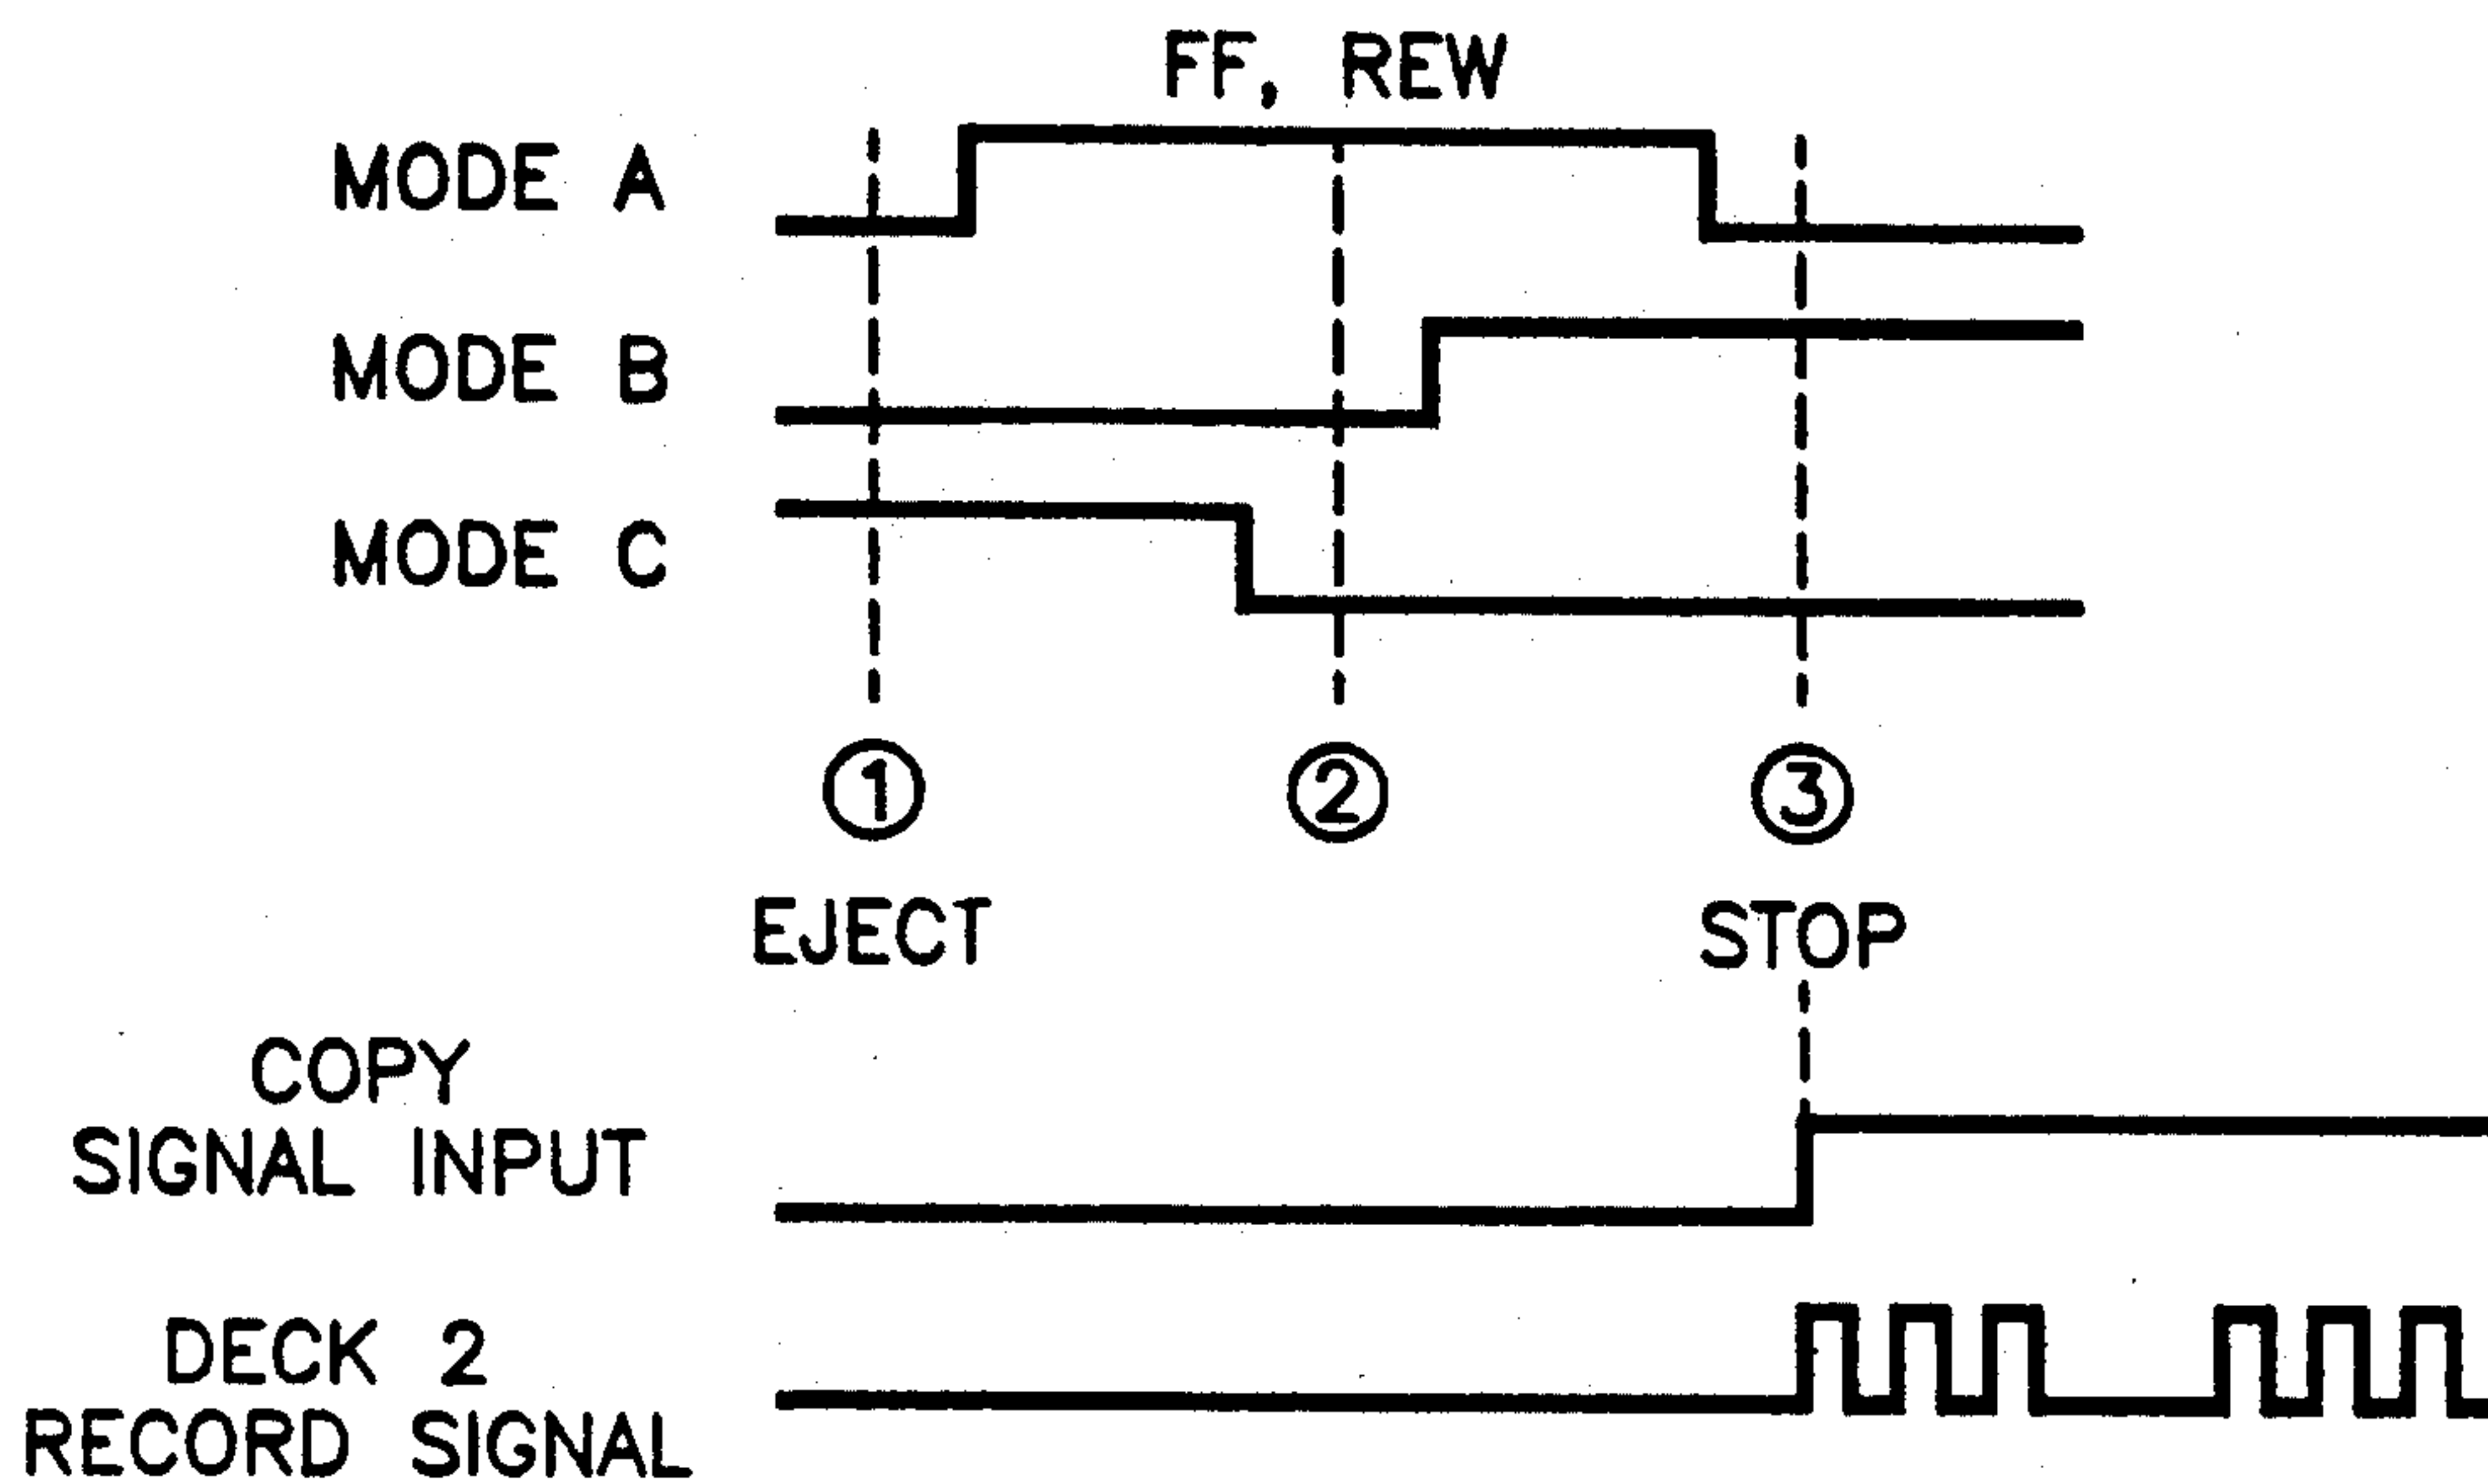 FF, REW
MODE A
MODE B
MODE C
① ② ③
EJECT STOP
COPY
SIGNAL INPUT
DECK 2
RECORD SIGNAL